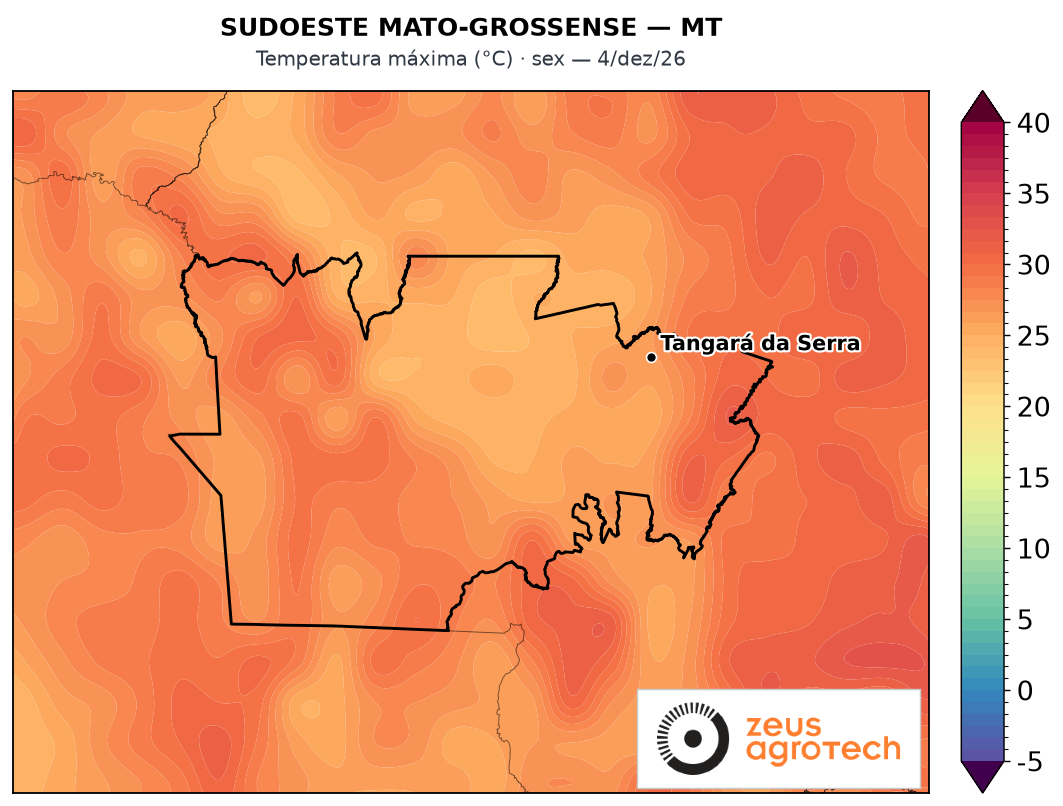 SUDOESTE MATO-GROSSENSE — MT
Temperatura máxima (°C) · sex — 4/dez/26
40
35
30
25
20
15
10
5
0
-5
Tangará da Serra
zeus
agrotech